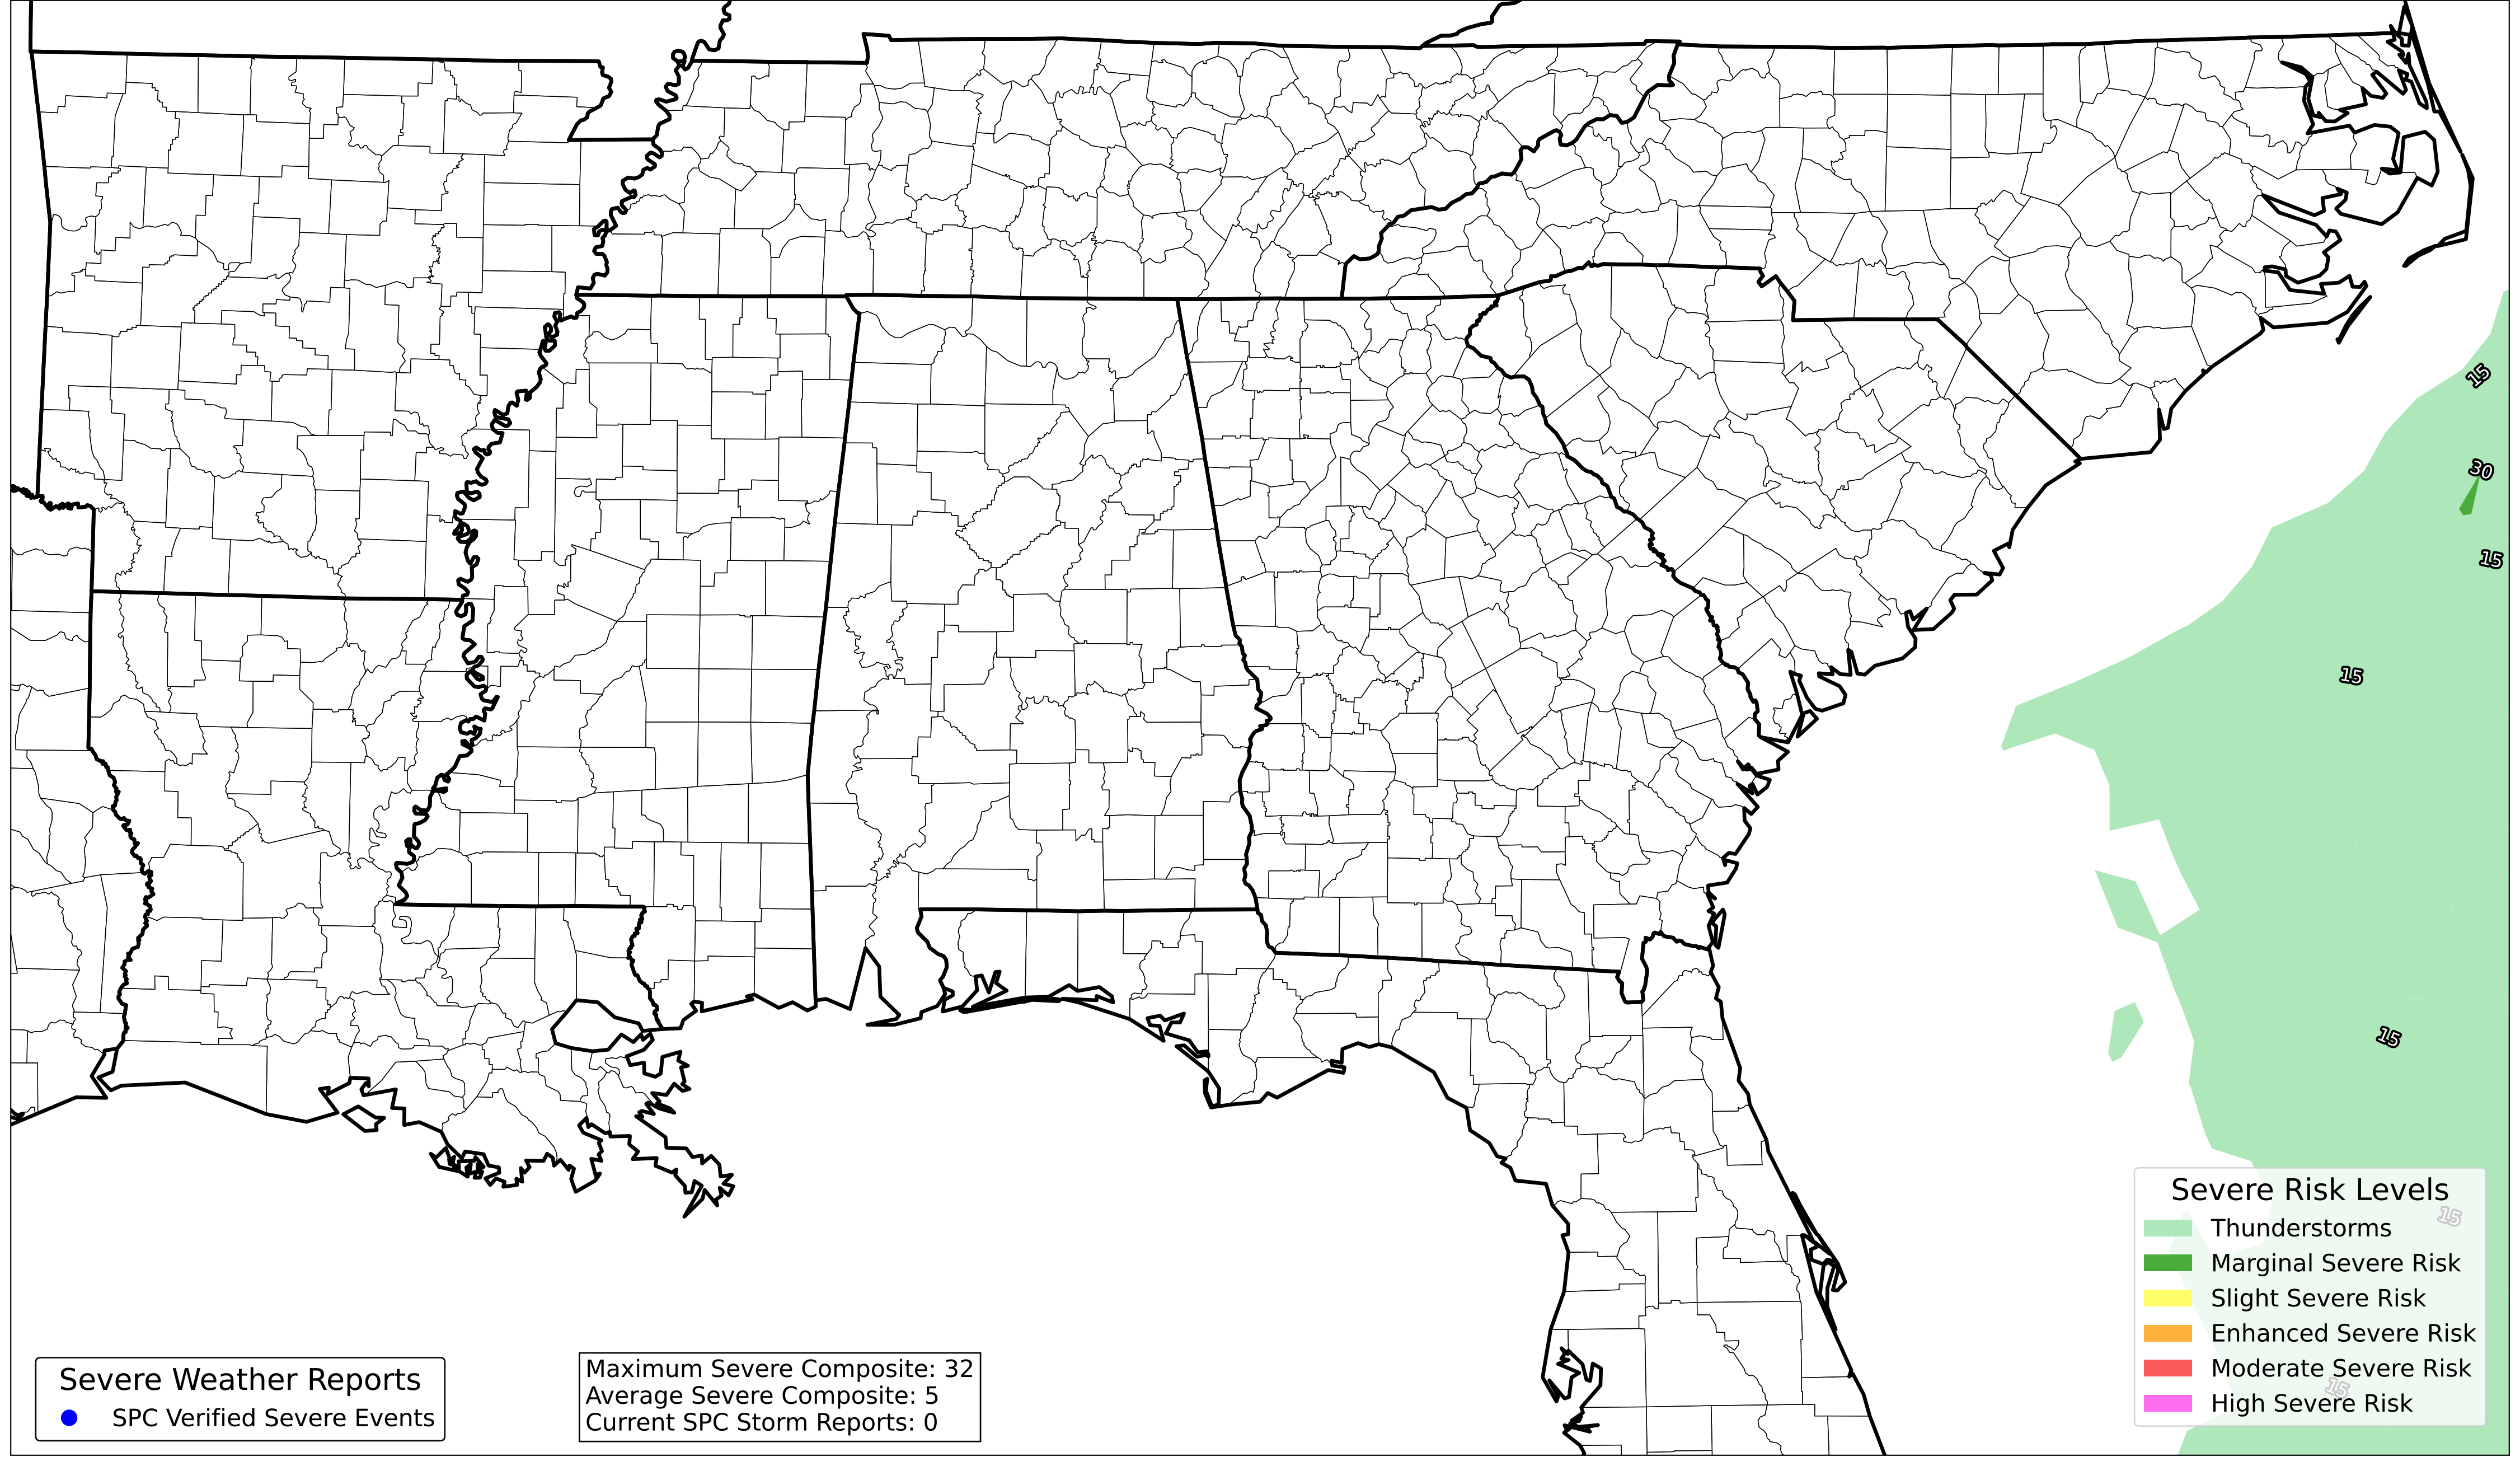 15
30
15
15
15
Severe Risk Levels
15
Thunderstorms
Marginal Severe Risk
Slight Severe Risk
Enhanced Severe Risk
Moderate Severe Risk
15
High Severe Risk
Severe Weather Reports
SPC Verified Severe Events
Maximum Severe Composite: 32
Average Severe Composite: 5
Current SPC Storm Reports: 0